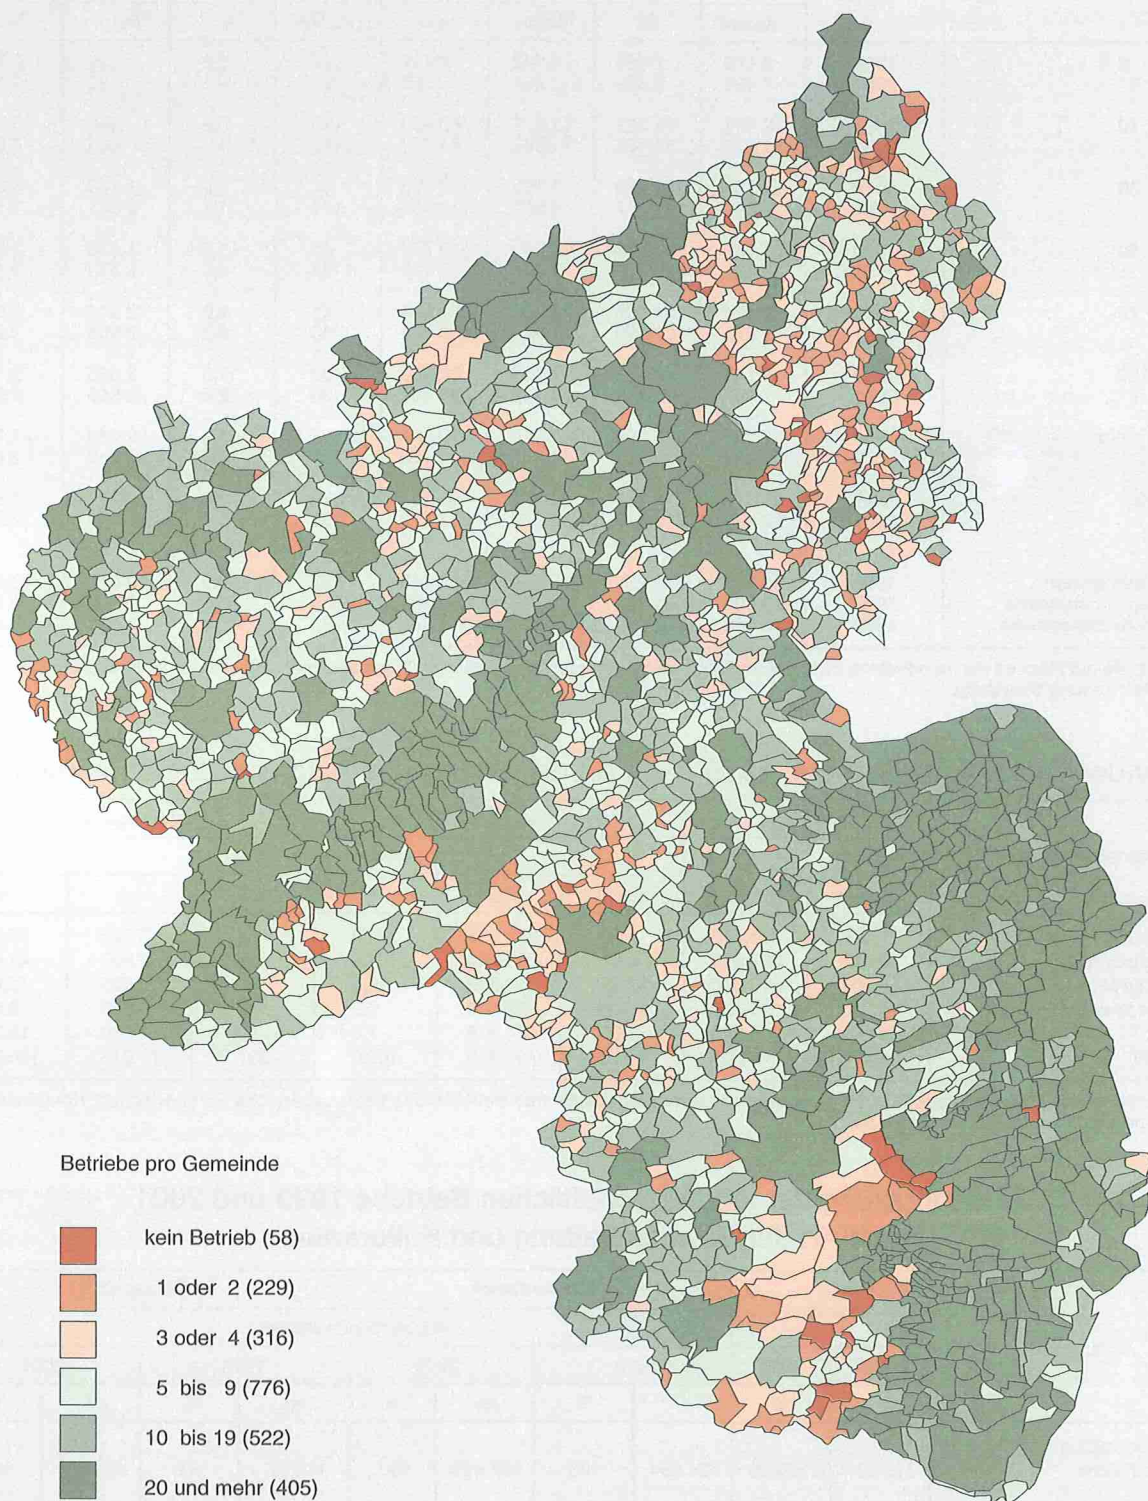 Betriebe pro Gemeinde
kein Betrieb (58)
1 oder 2 (229)
3 oder 4 (316)
5 bis 9 (776)
10 bis 19 (522)
20 und mehr (405)